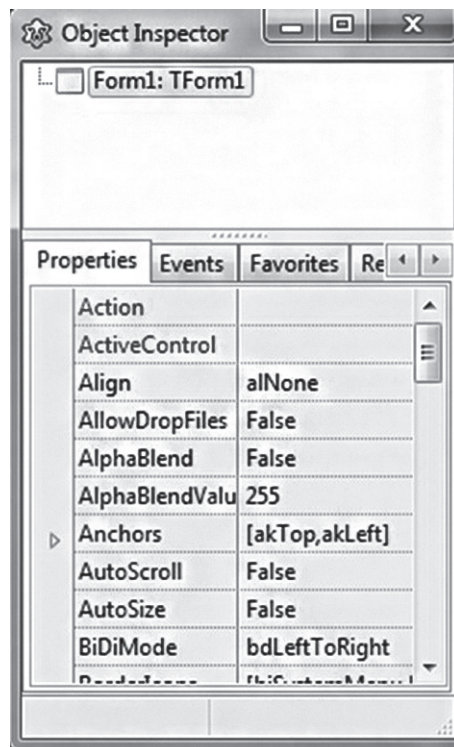 Object Inspector
Form1: TForm1
Properties Events Favorites Re
Action
ActiveControl
Align alNone
AllowDropFiles False
AlphaBlend False
AlphaBlendValu 255
Anchors [akTop,akLeft]
AutoScroll False
AutoSize False
BiDiMode bdLeftToRight